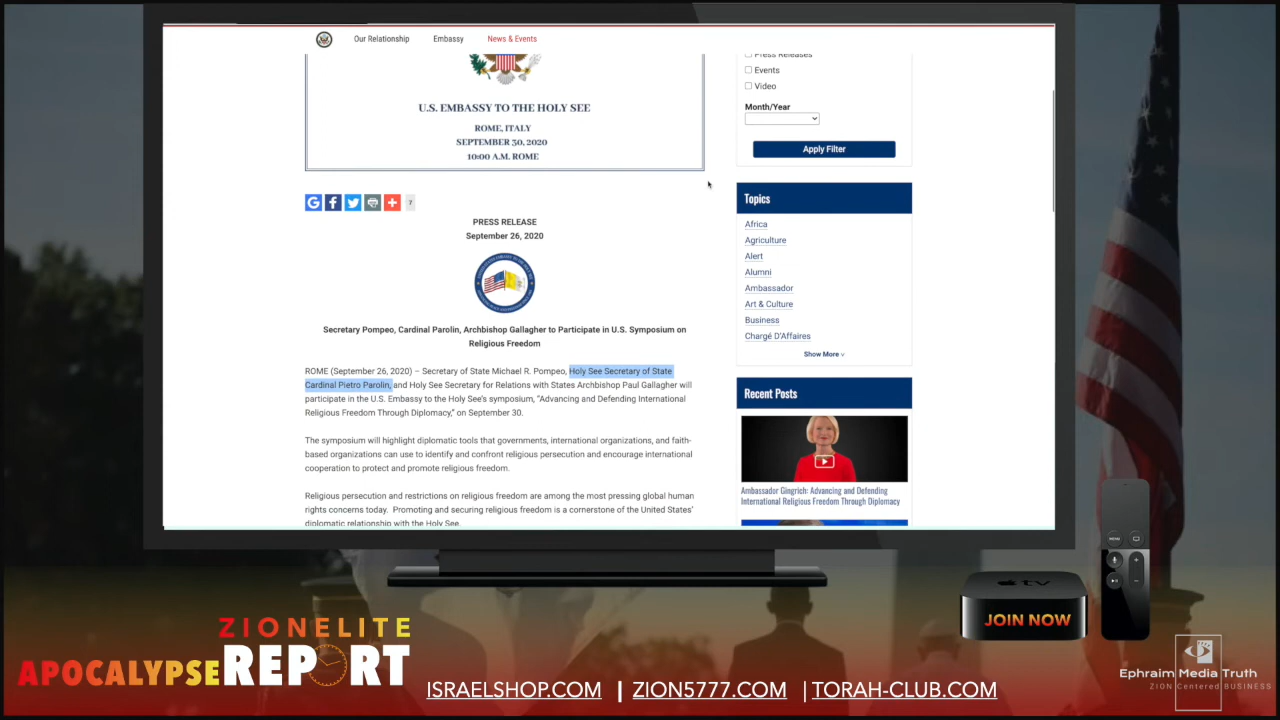 Our Relationship
Embassy
News & Events
U.S. EMBASSY TO THE HOLY SEE
ROME, ITALY
SEPTEMBER 30, 2020
10:00 A.M. ROME
7
PRESS RELEASE
September 26, 2020
Secretary Pompeo, Cardinal Parolin, Archbishop Gallagher to Participate in U.S. Symposium on
Religious Freedom
ROME (September 26, 2020) – Secretary of State Michael R. Pompeo, Holy See Secretary of State
Cardinal Pietro Parolin, and Holy See Secretary for Relations with States Archbishop Paul Gallagher will
participate in the U.S. Embassy to the Holy See's symposium, "Advancing and Defending International
Religious Freedom Through Diplomacy," on September 30.
The symposium will highlight diplomatic tools that governments, international organizations, and faith-
based organizations can use to identify and confront religious persecution and encourage international
cooperation to protect and promote religious freedom.
Religious persecution and restrictions on religious freedom are among the most pressing global human
rights concerns today. Promoting and securing religious freedom is a cornerstone of the United States'
diplomatic relationship with the Holy See.
Press Releases
Events
Video
Month/Year
Apply Filter
Topics
Africa
Agriculture
Alert
Alumni
Ambassador
Art & Culture
Business
Chargé D'Affaires
Show More
Recent Posts
Ambassador Gingrich: Advancing and Defending
International Religious Freedom Through Diplomacy
MENU
tv
JOIN NOW
ZIONELITE
APOCALYPSE REPORT
ISRAELSHOP.COM | ZION5777.COM | TORAH-CLUB.COM
Ephraim Media Truth
ZION Centered BUSINESS